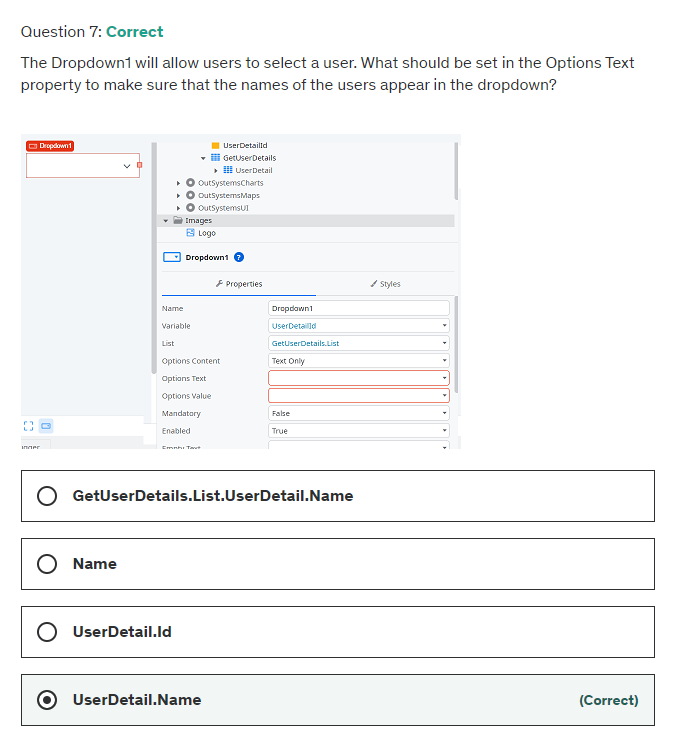 Question 7: Correct
The Dropdown1 will allow users to select a user. What should be set in the Options Text
property to make sure that the names of the users appear in the dropdown?
Dropdown1
UserDetailId
GetUserDetails
UserDetail
OutSystemsCharts
OutSystemsMaps
OutSystemsUI
Images
Logo
Dropdown1 ?
Properties Styles
Name Dropdown1
Variable UserDetailId
List GetUserDetails.List
Options Content Text Only
Options Text
Options Value
Mandatory False
Enabled True
Empty Text
GetUserDetails.List.UserDetail.Name
Name
UserDetail.Id
UserDetail.Name (Correct)